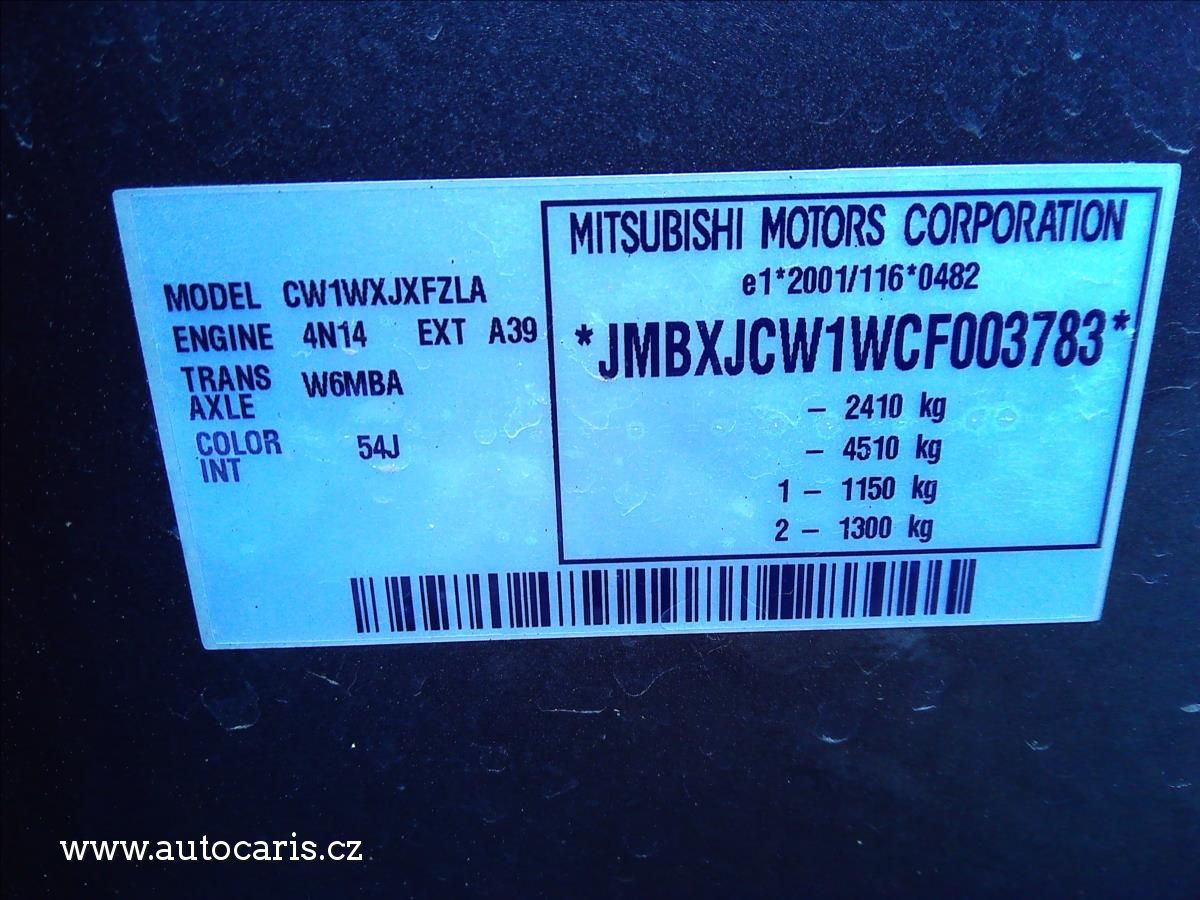 MODEL CW1WXJXFZLA
ENGINE 4N14 EXT A39
TRANS AXLE W6MBA
COLOR INT 54J
MITSUBISHI MOTORS CORPORATION
e1*2001/116*0482
*JMBXJCW1WCF003783*
– 2410 kg
– 4510 kg
1 – 1150 kg
2 – 1300 kg
www.autocaris.cz